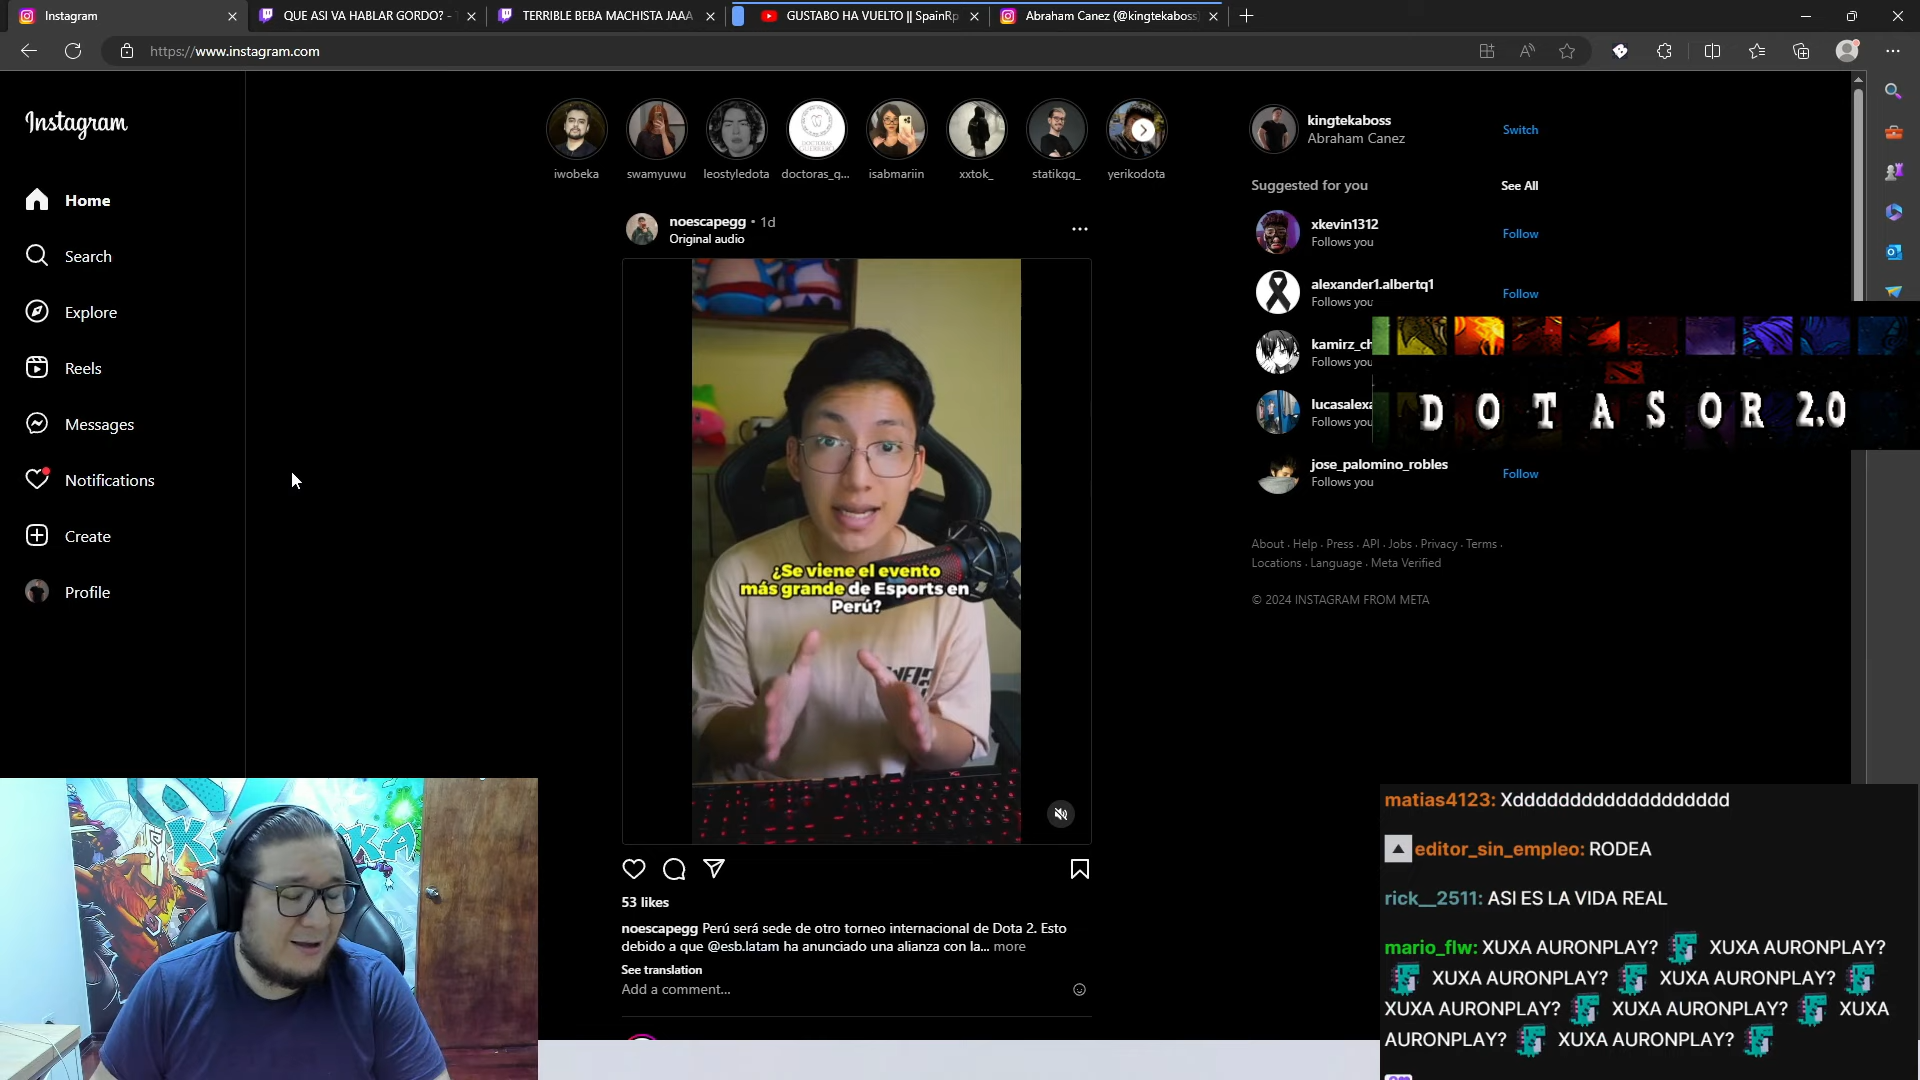 Instagram
QUE ASI VA HABLAR GORDO? - T
TERRIBLE BEBA MACHISTA JAAA
GUSTABO HA VUELTO || SpainRp
Abraham Canez (@kingtekaboss)
https://www.instagram.com
Instagram
Home
Search
Explore
Reels
Messages
Notifications
Create
Profile
iwobeka
swamyuwu
leostyledota
doctoras_g...
isabmariin
xxtok_
statikqq_
yerikodota
noescapegg • 1d
Original audio
¿Se viene el evento
más grande de Esports en
Perú?
53 likes
noescapegg Perú será sede de otro torneo internacional de Dota 2. Esto
debido a que @esb.latam ha anunciado una alianza con la... more
See translation
Add a comment...
kingtekaboss
Abraham Canez
Switch
Suggested for you
See All
xkevin1312
Follows you
Follow
alexander1.albertq1
Follows you
Follow
kamirz_ch
Follows you
lucasalexa
Follows you
jose_palomino_robles
Follows you
Follow
DOTASOR 2.0
About · Help · Press · API · Jobs · Privacy · Terms ·
Locations · Language · Meta Verified
© 2024 INSTAGRAM FROM META
matias4123: Xddddddddddddddddddd
editor_sin_empleo: RODEA
rick__2511: ASI ES LA VIDA REAL
mario_flw: XUXA AURONPLAY? XUXA AURONPLAY?
XUXA AURONPLAY? XUXA AURONPLAY?
XUXA AURONPLAY? XUXA AURONPLAY? XUXA
AURONPLAY? XUXA AURONPLAY?